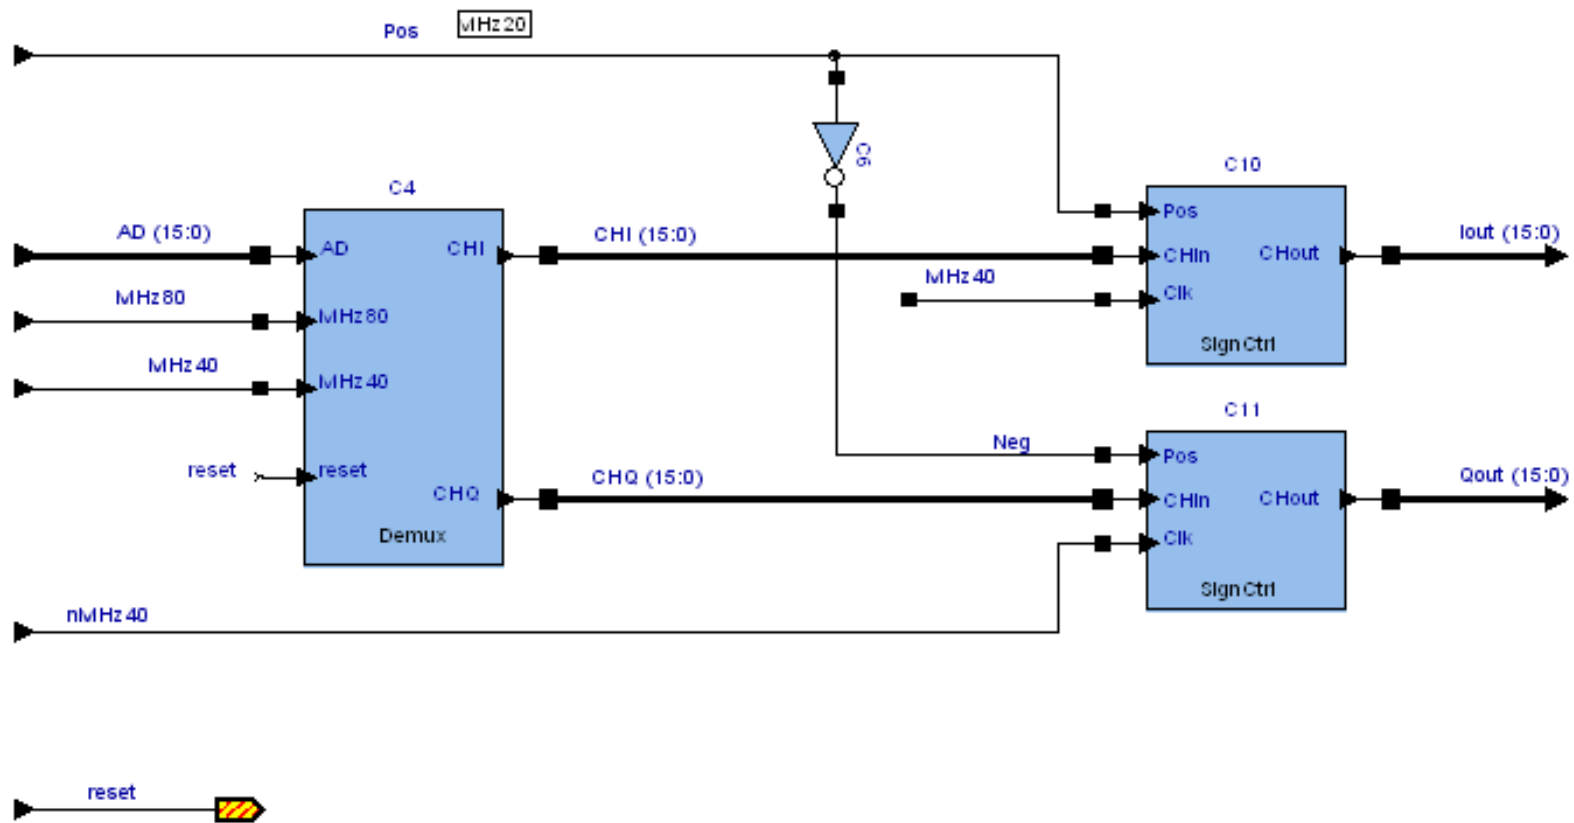 Pos MHz20
C6
C10
C4
Pos
AD (15:0)
AD
CHI
CHI (15:0)
CHIn
CHout
Iout (15:0)
MHz80
MHz80
MHz40
Clk
MHz40
MHz40
SignCtrl
C11
Neg
Pos
reset
reset
CHQ
CHQ (15:0)
CHIn
CHout
Qout (15:0)
Demux
Clk
SignCtrl
nMHz40
reset